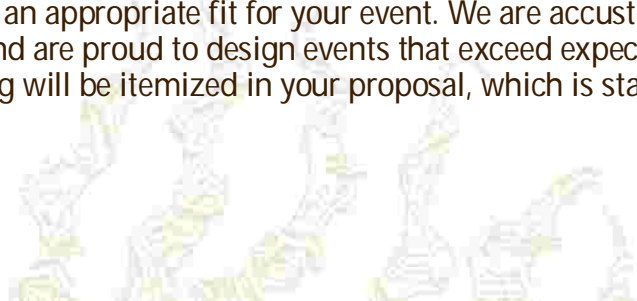 an appropriate fit for your event. We are accust
nd are proud to design events that exceed expec
g will be itemized in your proposal, which is sta